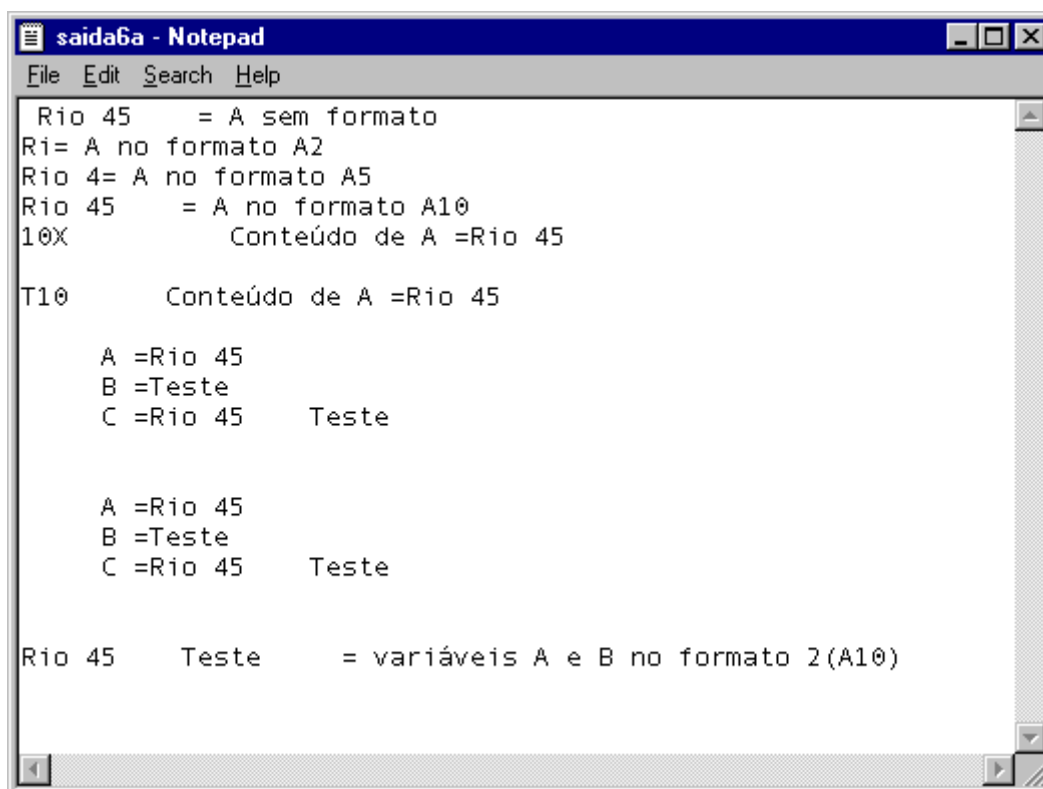 saida6a - Notepad
File Edit Search Help
 Rio 45    = A sem formato
Ri= A no formato A2
Rio 4= A no formato A5
Rio 45    = A no formato A10
10X          Conteúdo de A =Rio 45
T10      Conteúdo de A =Rio 45
     A =Rio 45
     B =Teste
     C =Rio 45    Teste
     A =Rio 45
     B =Teste
     C =Rio 45    Teste
Rio 45    Teste     = variáveis A e B no formato 2(A10)